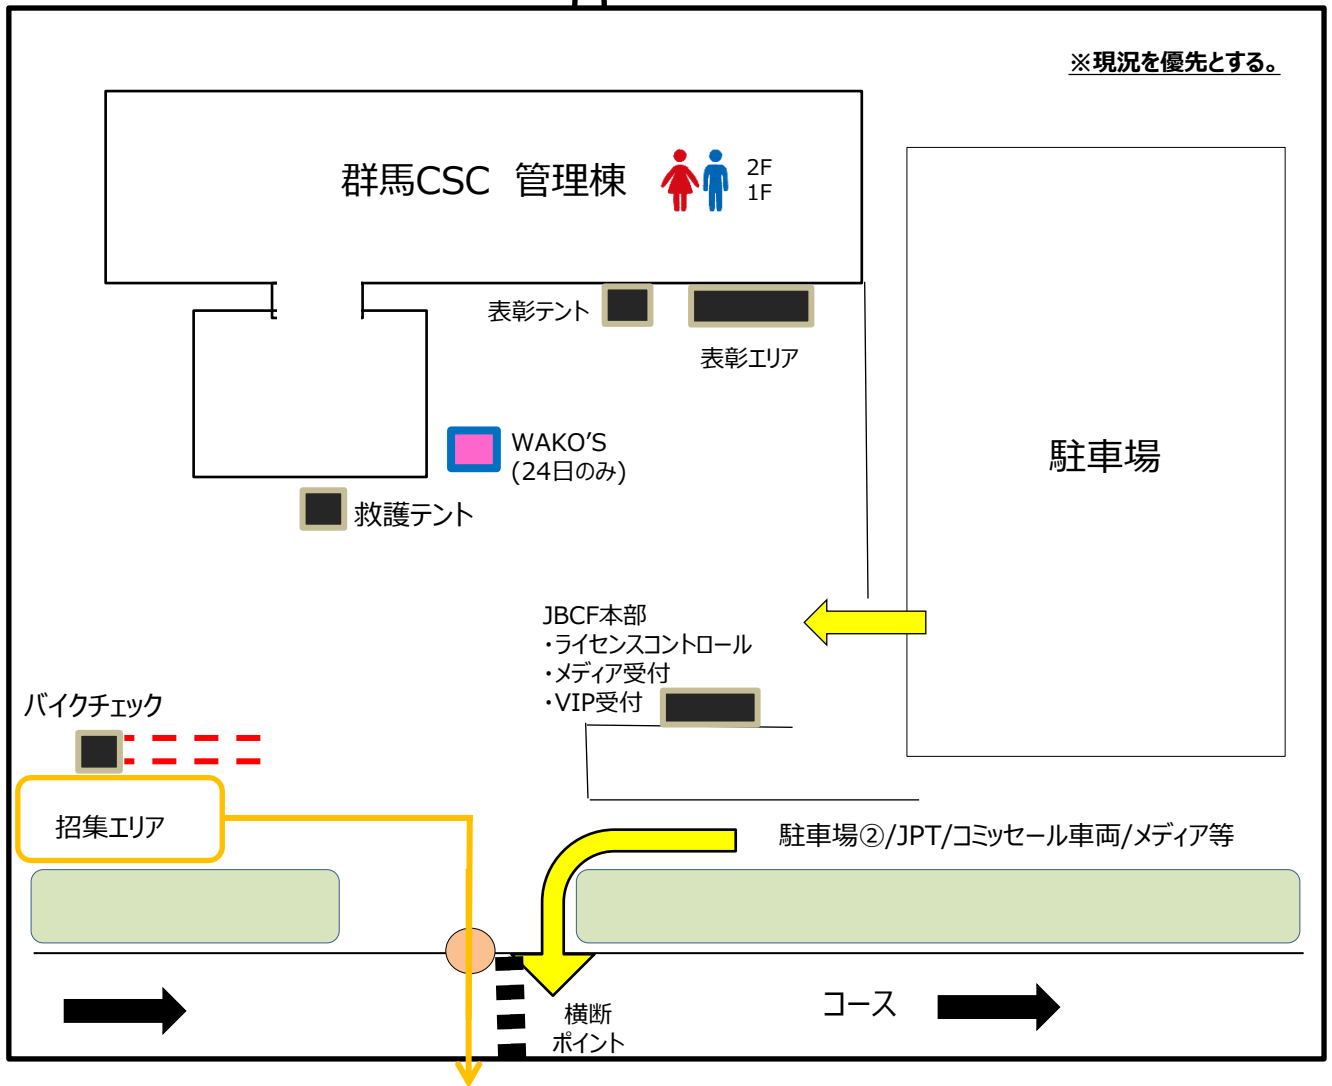 ※現況を優先とする。
群馬CSC 管理棟
2F
1F
表彰テント
表彰エリア
WAKO’S
(24日のみ)
駐車場
救護テント
JBCF本部
・ライセンスコントロール
・メディア受付
・VIP受付
バイクチェック
招集エリア
駐車場②/JPT/コミッセール車両/メディア等
コース
横断
ポイント